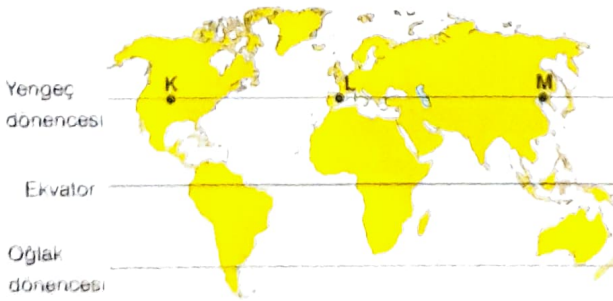 K
L
M
Yengeç
dönencesi
Ekvator
Oğlak
dönencesi